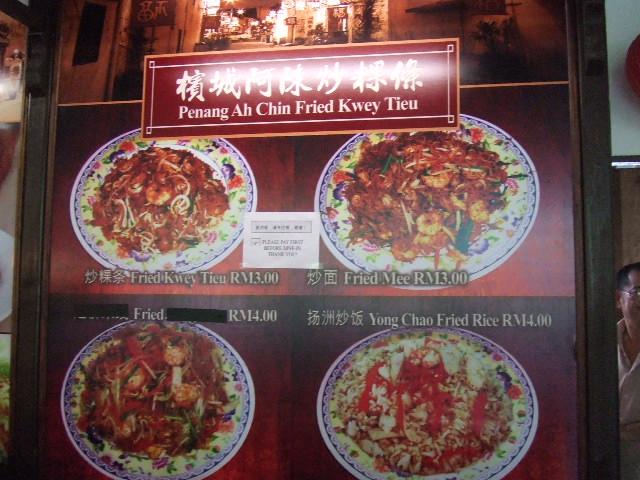 檳城阿陳炒粿條
Penang Ah Chin Fried Kwey Tieu
PLEASE PAY FIRST
BEFORE DINE-IN
THANK YOU!
炒粿条 Fried Kwey Tieu RM3.00
炒面 Fried Mee RM3.00
Fried RM4.00
扬洲炒饭 Yong Chao Fried Rice RM4.00